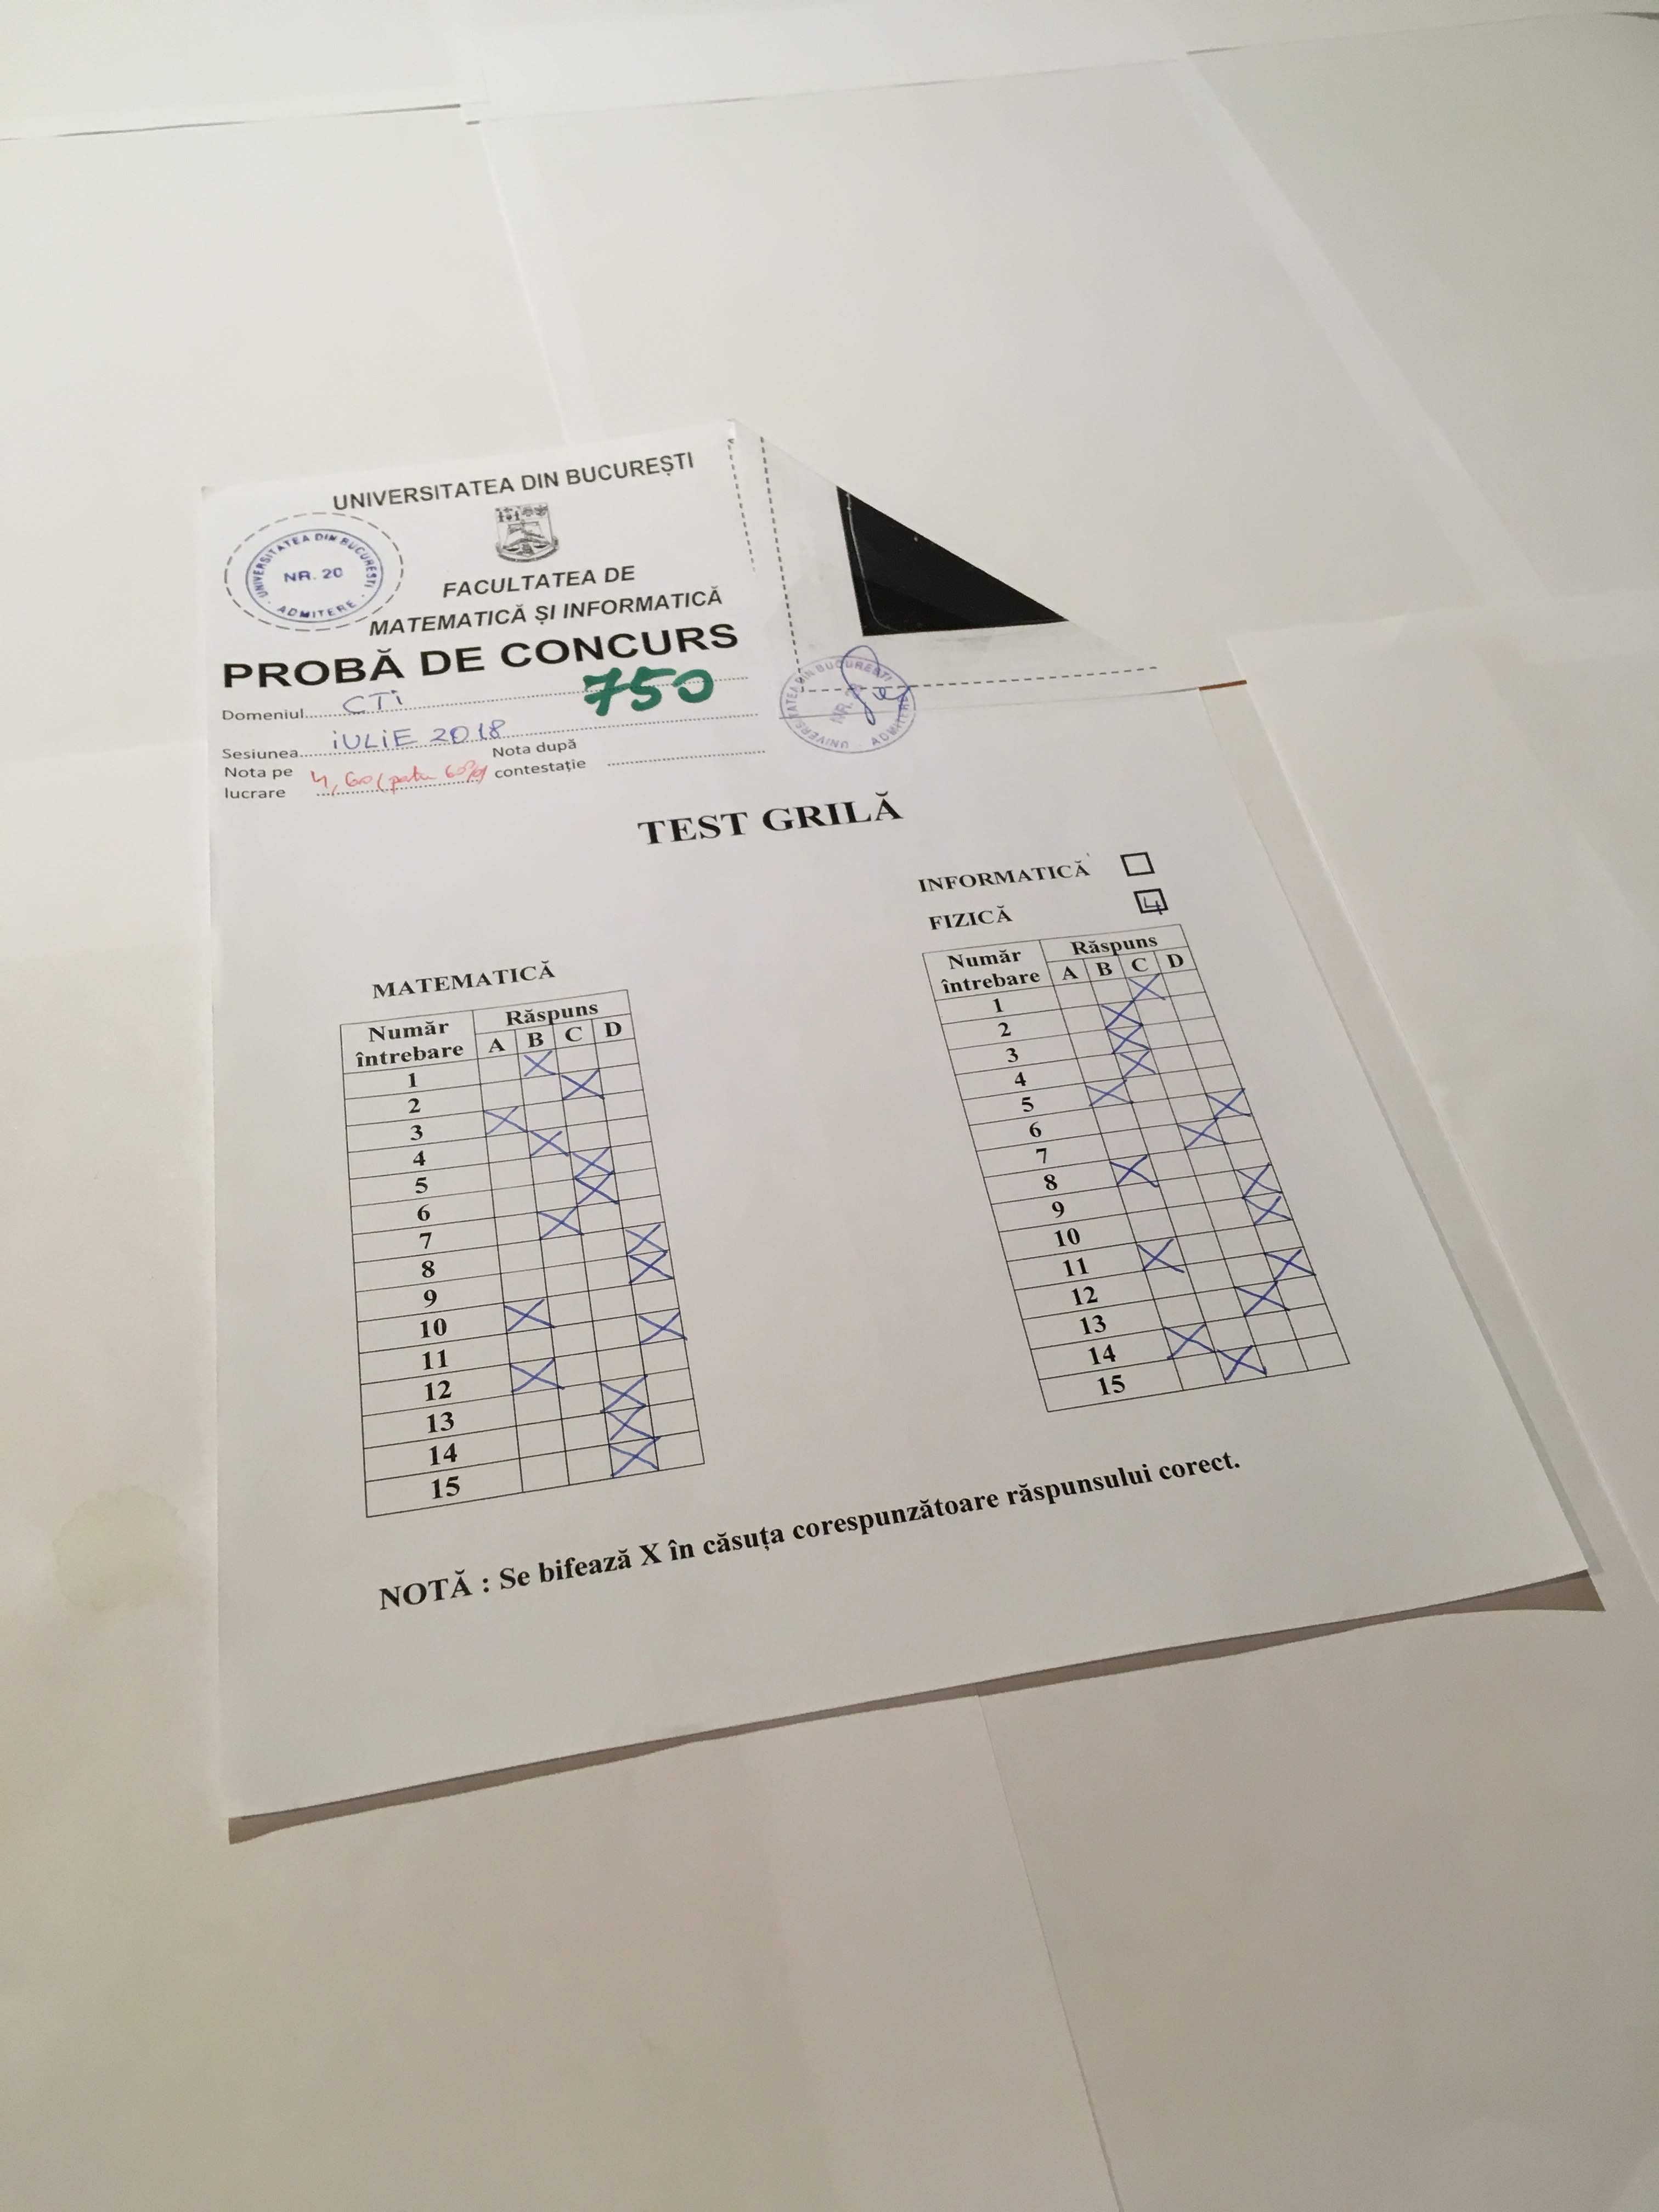 UNIVERSITATEA DIN BUCUREȘTI
UNIVERSITATEA DIN BUCUREȘTI
NR. 20
ADMITERE
FACULTATEA DE
MATEMATICĂ ȘI INFORMATICĂ
PROBĂ DE CONCURS
Domeniul CTi 750
Sesiunea iULiE 2018
Nota pe lucrare 4,60
Nota după contestație
UNIVERSITATEA DIN BUCUREȘTI
NR. 20
ADMITERE
TEST GRILĂ
INFORMATICĂ
FIZICĂ 4
MATEMATICĂ
Număr întrebare Răspuns
A B C D
1 X
2 X
3 X
4 X
5 X
6 X
7 X
8 X
9 X
10 X
11 X
12 X
13 X
14 X
15 X
Număr întrebare Răspuns
A B C D
1 X
2 X
3 X
4 X
5 X
6 X
7 X
8 X
9 X
10 X
11 X
12 X
13 X
14 X
15 X
NOTĂ : Se bifează X în căsuța corespunzătoare răspunsului corect.